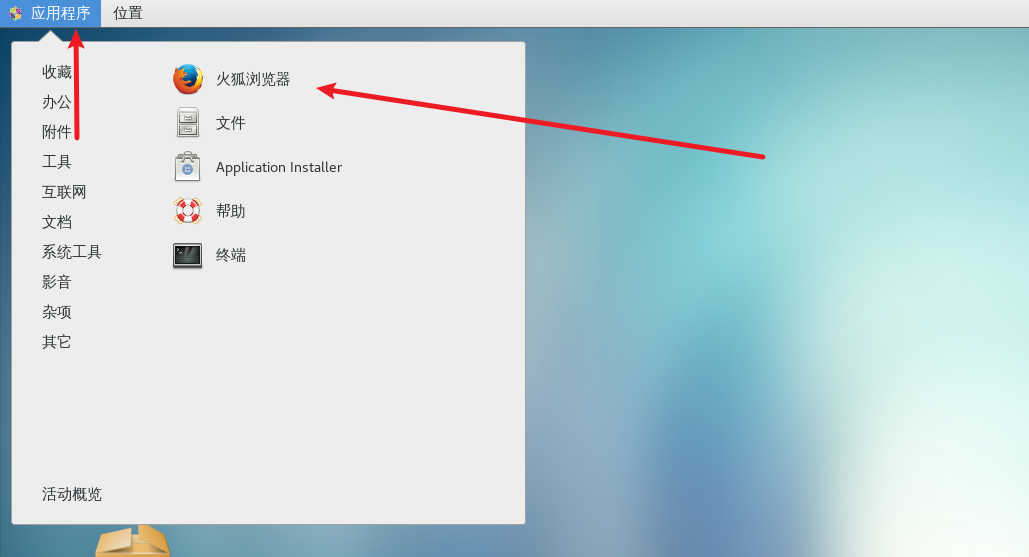 应用程序 位置
收藏
办公
附件
工具
互联网
文档
系统工具
影音
杂项
其它
活动概览
火狐浏览器
文件
Application Installer
帮助
终端